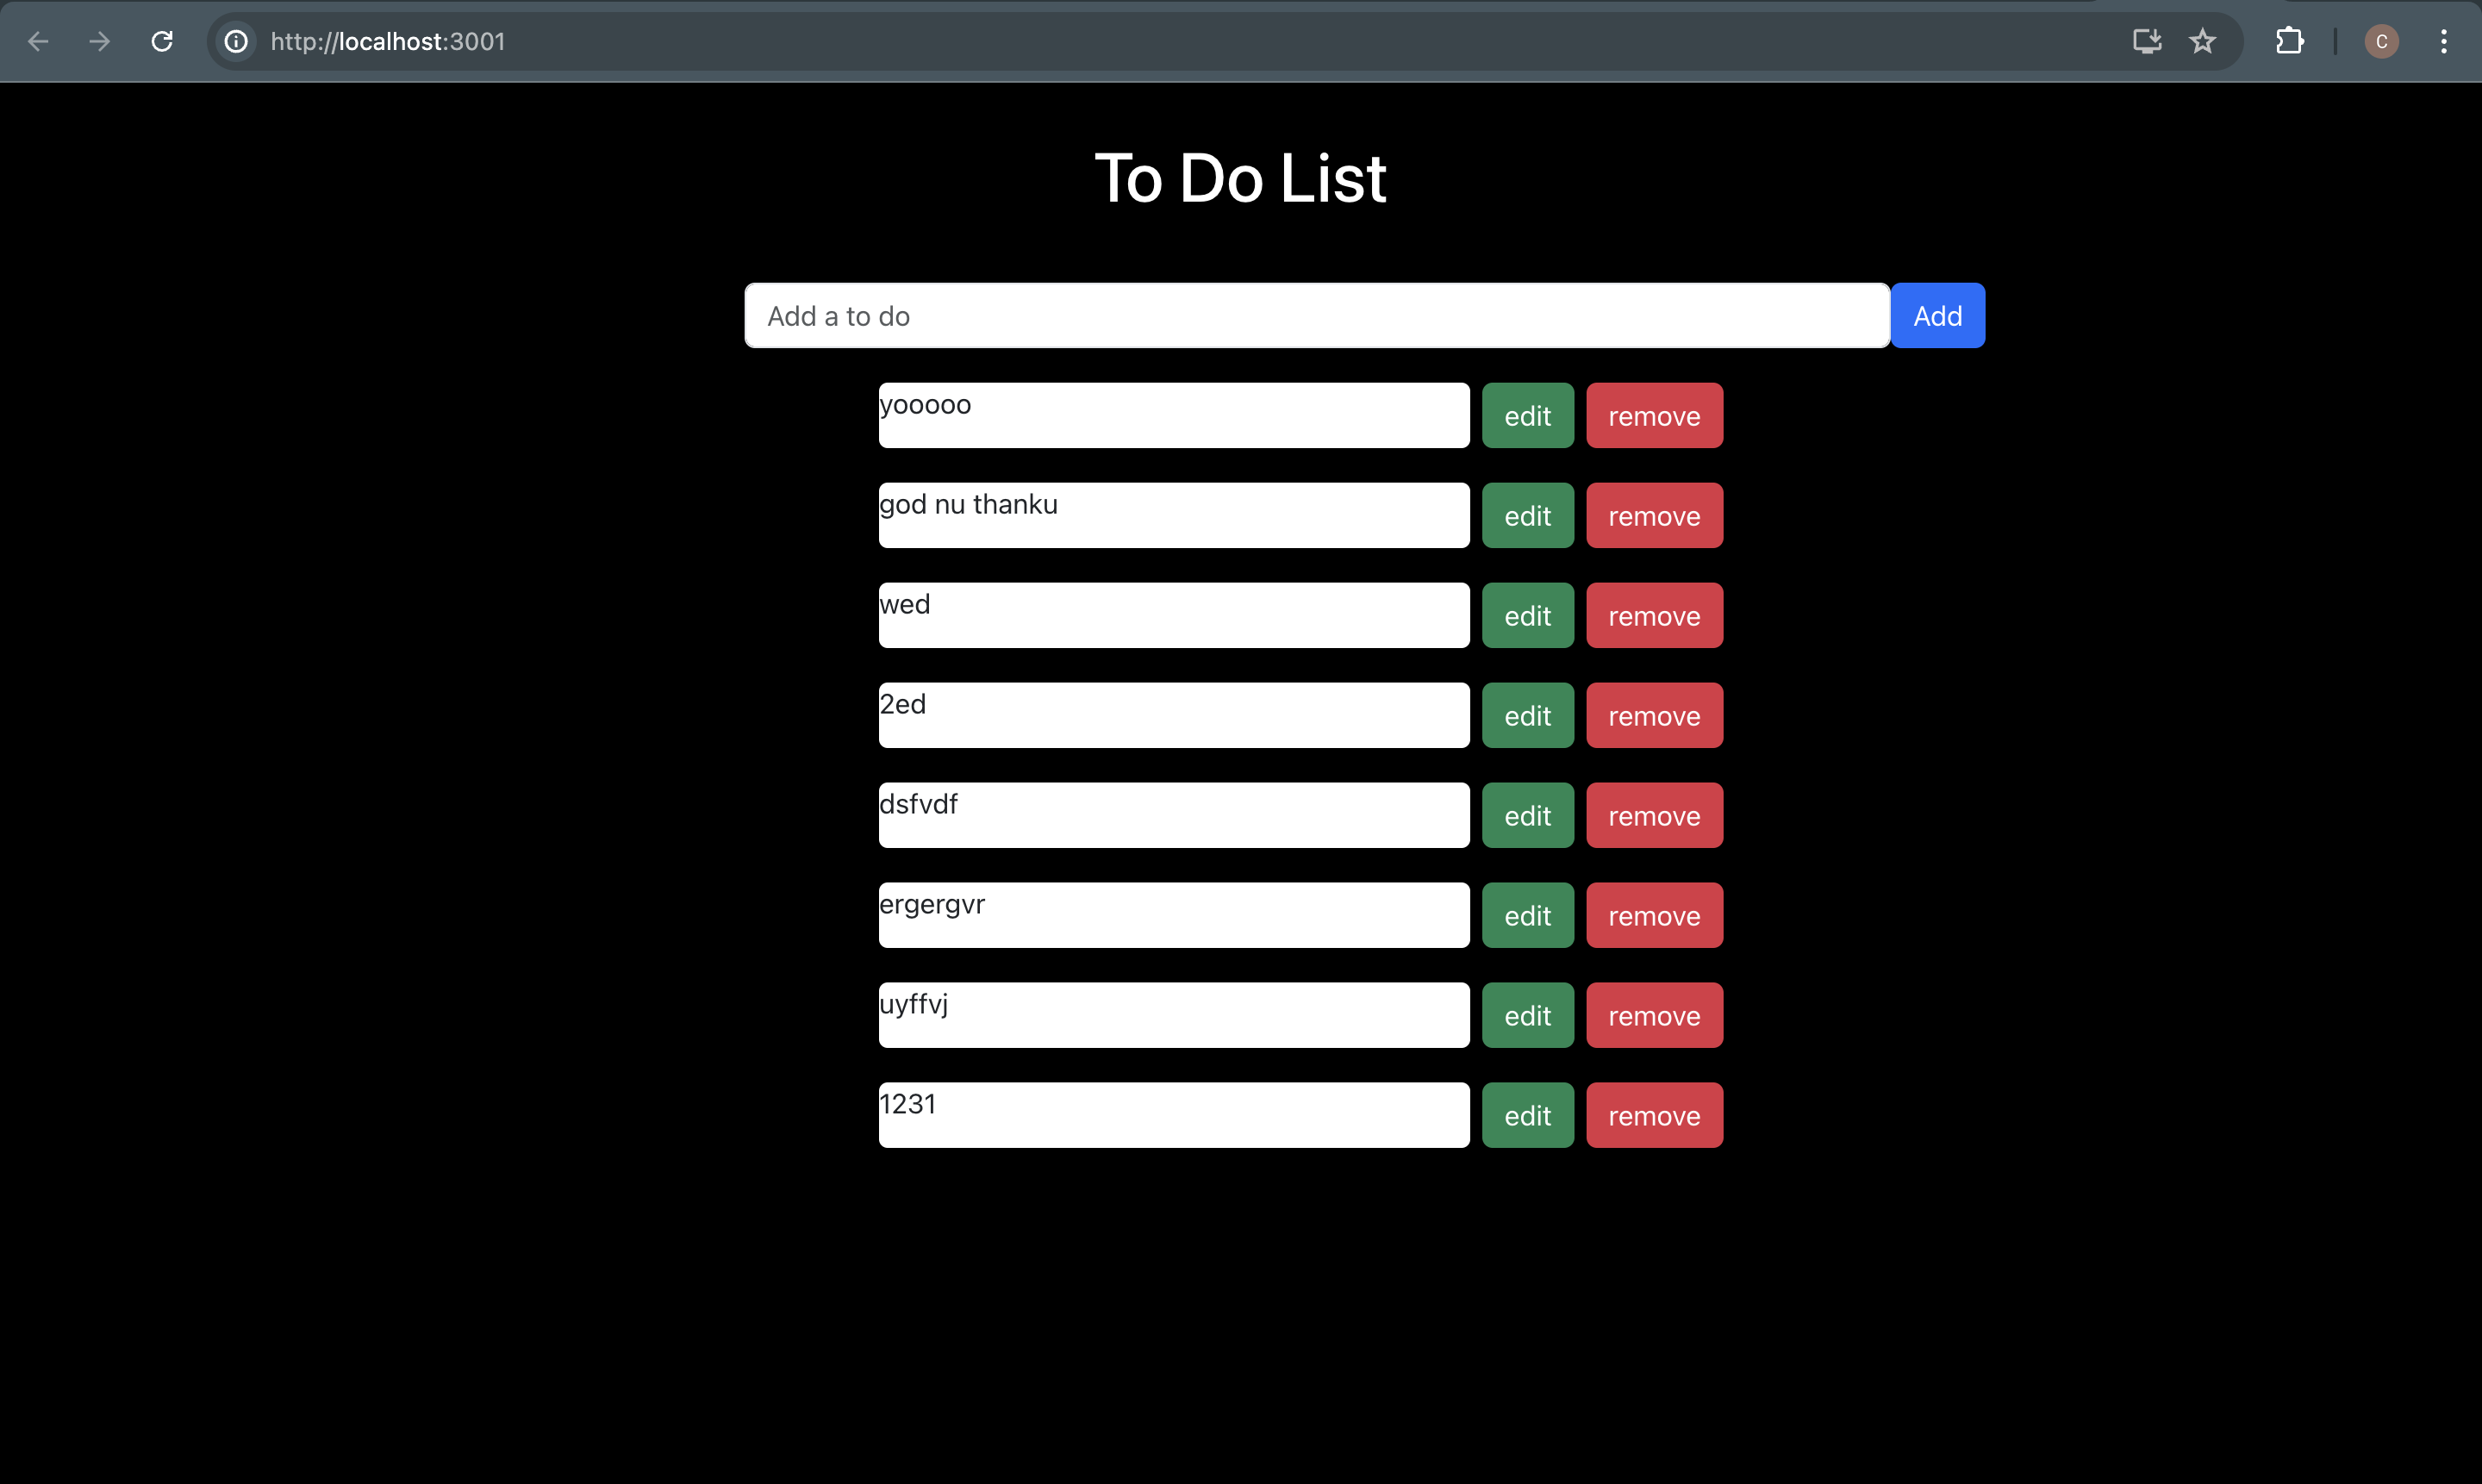 http://localhost:3001
C
To Do List
Add a to do Add
yooooo edit remove
god nu thanku edit remove
wed edit remove
2ed edit remove
dsfvdf edit remove
ergergvr edit remove
uyffvj edit remove
1231 edit remove